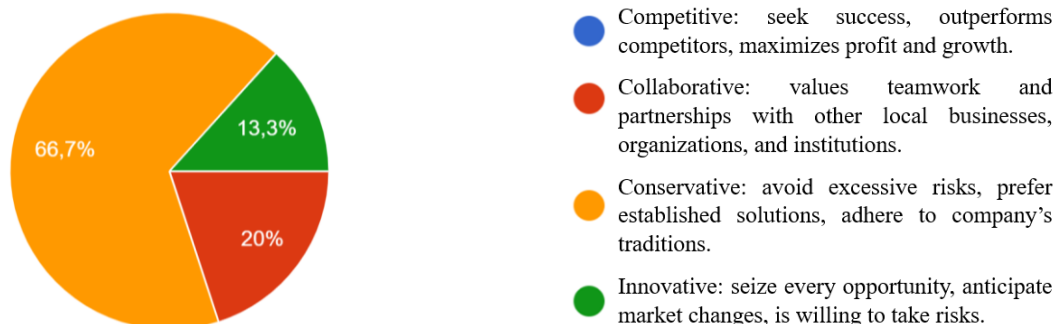 66,7%
13,3%
20%
Competitive: seek success, outperforms
competitors, maximizes profit and growth.
Collaborative: values teamwork and
partnerships with other local businesses,
organizations, and institutions.
Conservative: avoid excessive risks, prefer
established solutions, adhere to company’s
traditions.
Innovative: seize every opportunity, anticipate
market changes, is willing to take risks.